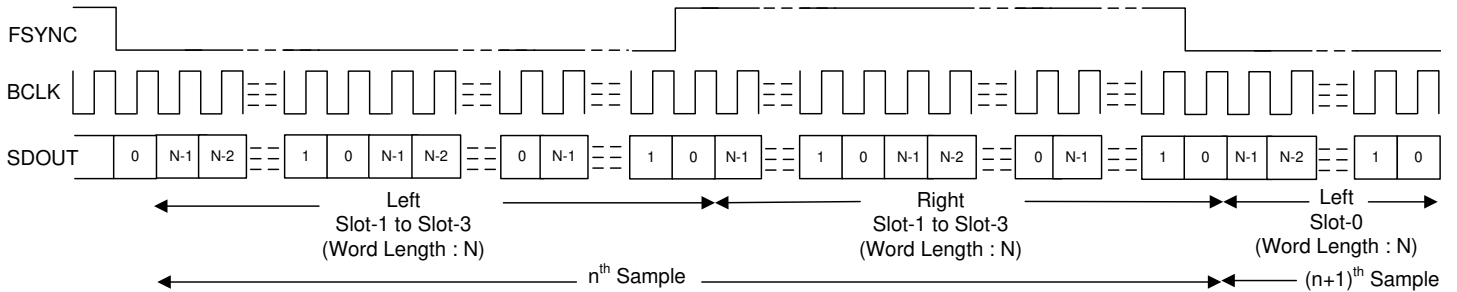 FSYNC
BCLK
SDOUT 0 N-1 N-2 1 0 N-1 N-2 0 N-1 1 0 N-1 1 0 N-1 N-2 0 N-1 1 0 N-1 N-2 1 0
Left Right Left
Slot-1 to Slot-3 Slot-1 to Slot-3 Slot-0
(Word Length : N) (Word Length : N) (Word Length : N)
nth Sample (n+1)th Sample